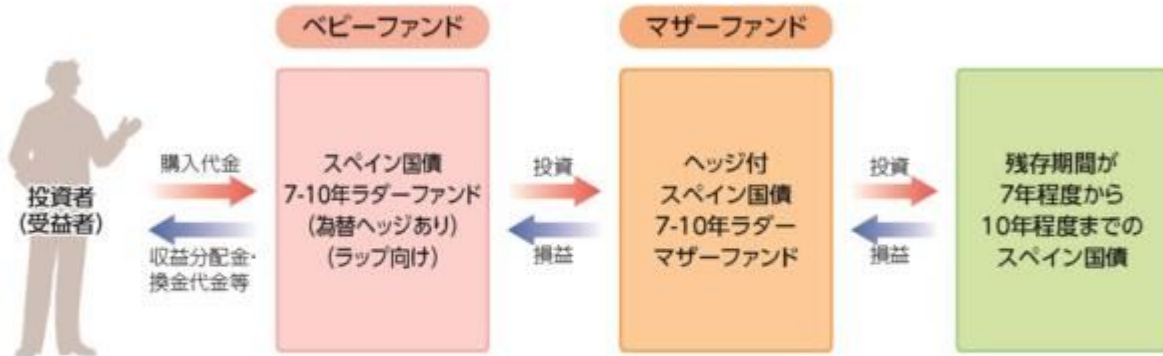 ベビーファンド
マザーファンド
投資者
(受益者)
購入代金
収益分配金・
換金代金等
スペイン国債
7-10年ラダーファンド
(為替ヘッジあり)
(ラップ向け)
投資
損益
ヘッジ付
スペイン国債
7-10年ラダー
マザーファンド
投資
損益
残存期間が
7年程度から
10年程度までの
スペイン国債